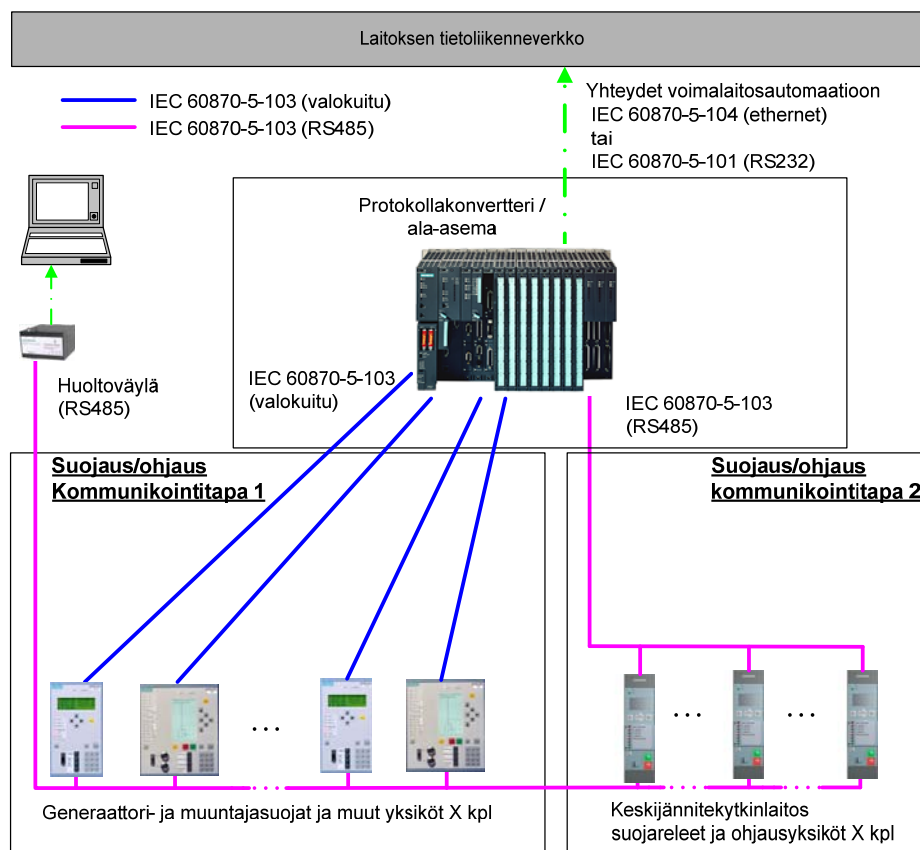 Laitoksen tietoliikenneverkko
IEC 60870-5-103 (valokuitu)
IEC 60870-5-103 (RS485)
Yhteydet voimalaitosautomaatioon
IEC 60870-5-104 (ethernet)
tai
IEC 60870-5-101 (RS232)
Protokollakonvertteri /
ala-asema
Huoltoväylä
(RS485)
IEC 60870-5-103
(valokuitu)
IEC 60870-5-103
(RS485)
Suojaus/ohjaus
Kommunikointitapa 1
Suojaus/ohjaus
kommunikointitapa 2
...
... ...
Generaattori- ja muuntajasuojat ja muut yksiköt X kpl
Keskijännitekytkinlaitos
suojareleet ja ohjausyksiköt X kpl